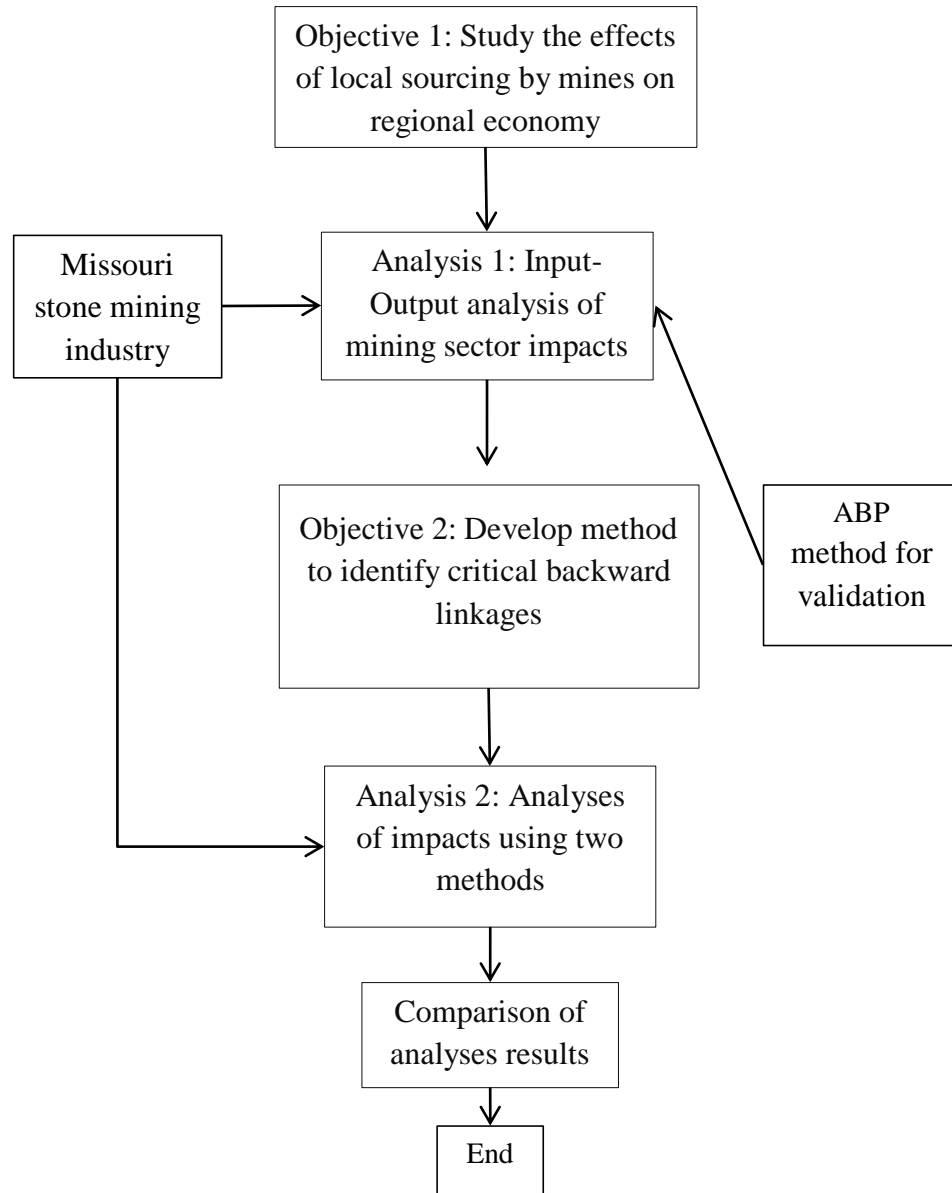 Objective 1: Study the effects
of local sourcing by mines on
regional economy
Missouri
stone mining
industry
Analysis 1: Input-
Output analysis of
mining sector impacts
Objective 2: Develop method
to identify critical backward
linkages
ABP
method for
validation
Analysis 2: Analyses
of impacts using two
methods
Comparison of
analyses results
End